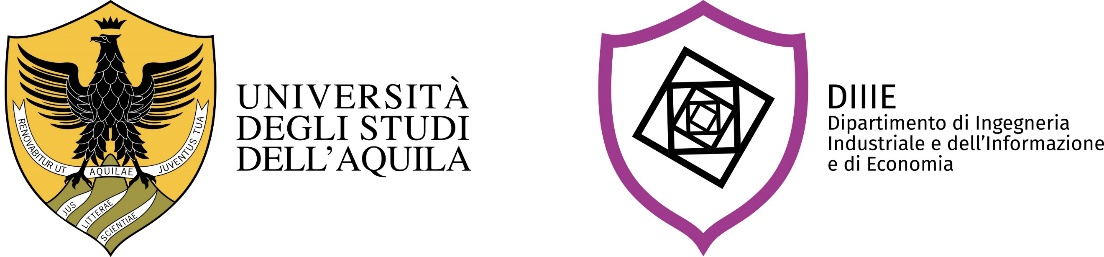 RENOVABITUR UT AQUILAE JUVENTUS TUA
JUS
LITTERAE
SCIENTIAE
UNIVERSITÀ
DEGLI STUDI
DELL'AQUILA
DIIIE
Dipartimento di Ingegneria
Industriale e dell'Informazione
e di Economia